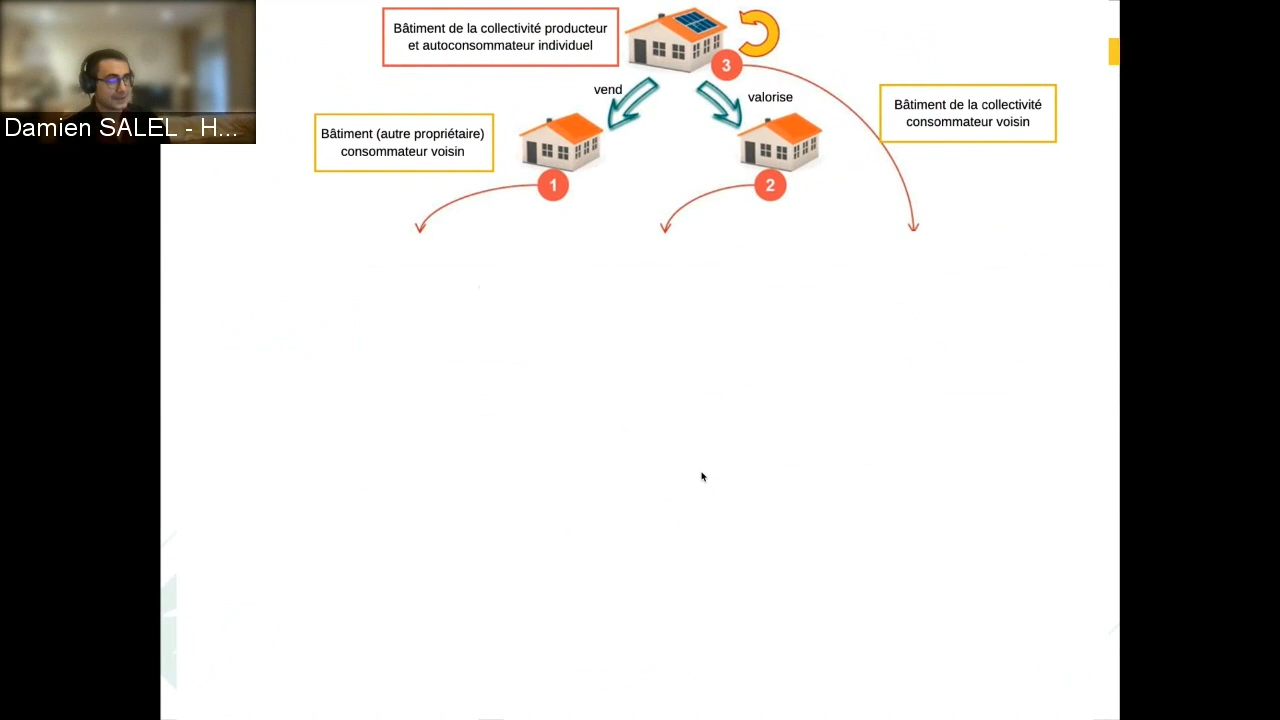 Bâtiment de la collectivité producteur
et autoconsommateur individuel
3
vend
valorise
Bâtiment de la collectivité
consommateur voisin
Bâtiment (autre propriétaire)
consommateur voisin
1
2
Damien SALEL - H...